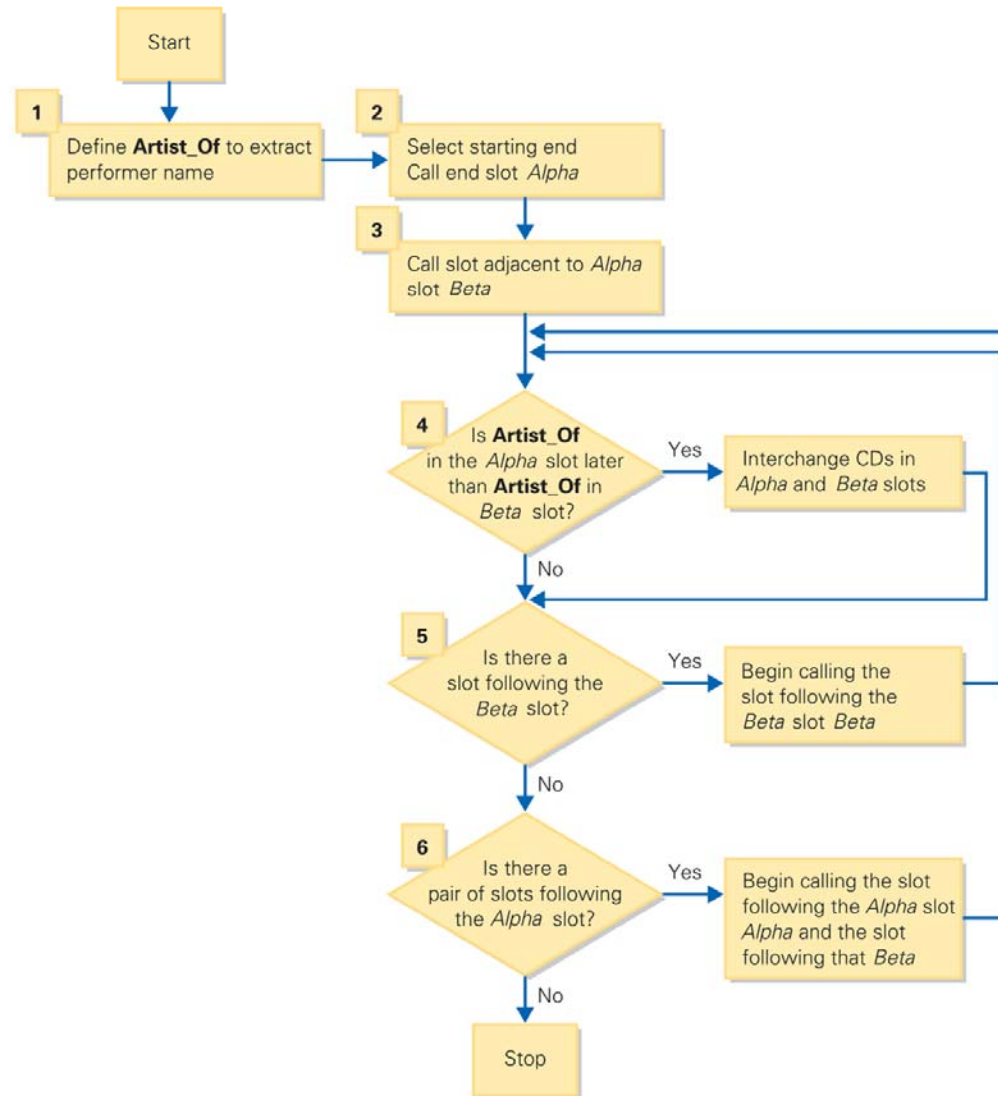 Start
1
Define Artist_Of to extract
performer name
2
Select starting end
Call end slot Alpha
3
Call slot adjacent to Alpha
slot Beta
4
Is Artist_Of
in the Alpha slot later
than Artist_Of in
Beta slot?
Yes
Interchange CDs in
Alpha and Beta slots
No
5
Is there a
slot following the
Beta slot?
Yes
Begin calling the
slot following the
Beta slot Beta
No
6
Is there a
pair of slots following
the Alpha slot?
Yes
Begin calling the slot
following the Alpha slot
Alpha and the slot
following that Beta
No
Stop